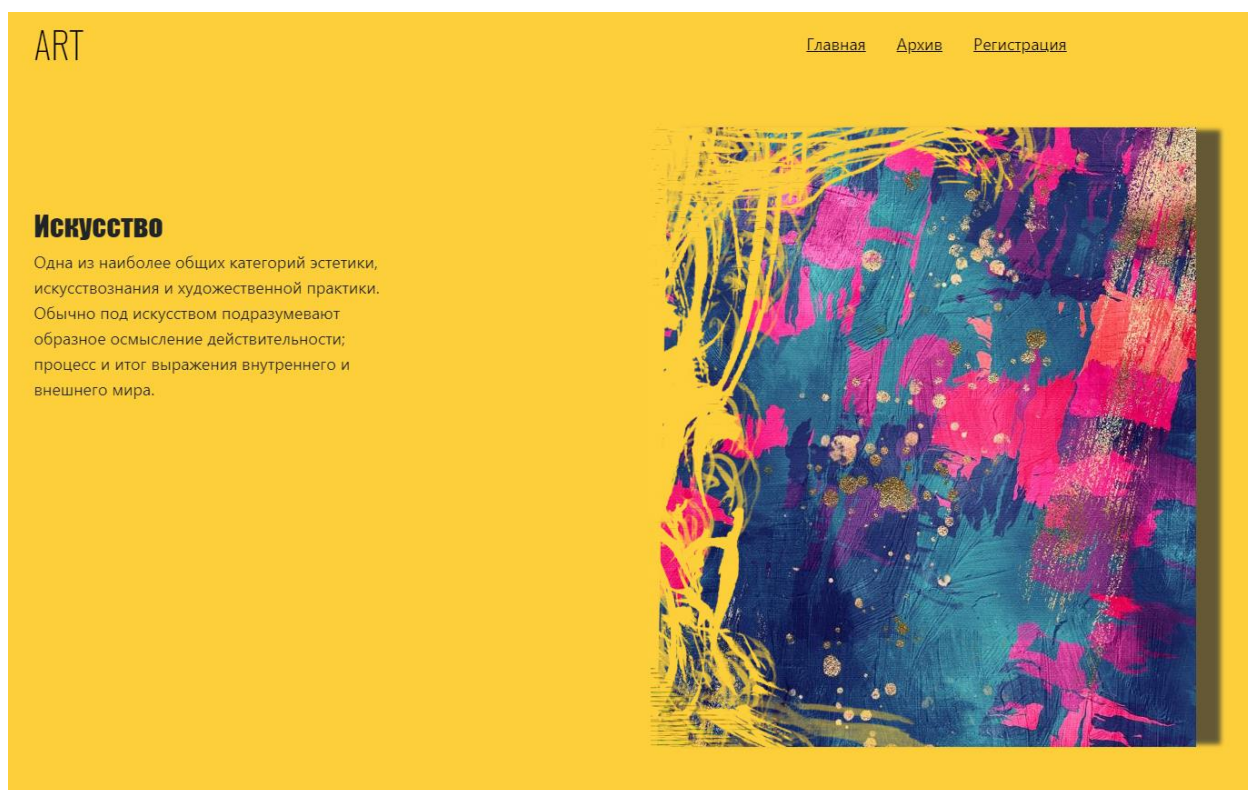 ART
Главная Архив Регистрация
Искусство
Одна из наиболее общих категорий эстетики,
искусствознания и художественной практики.
Обычно под искусством подразумевают
образное осмысление действительности;
процесс и итог выражения внутреннего и
внешнего мира.